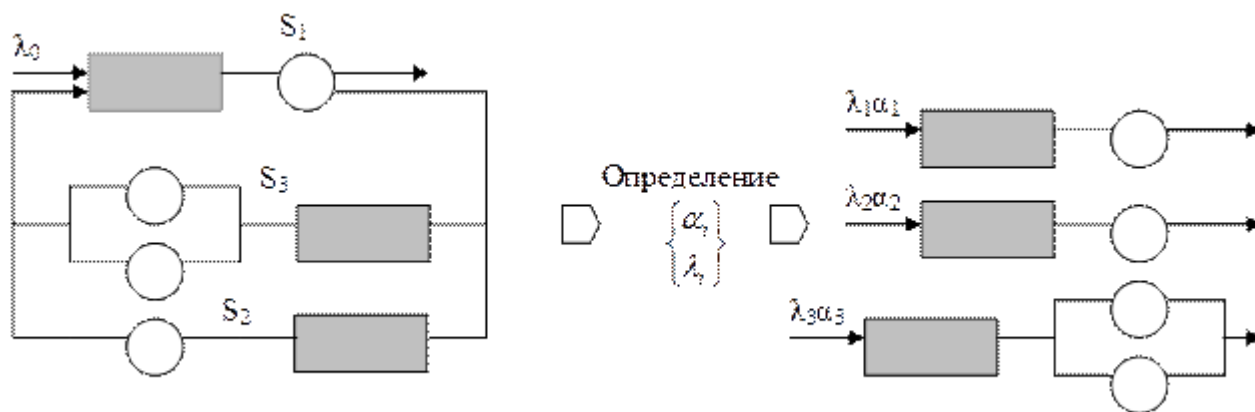 λ₀
S₁
S₃
S₂
Определение
{α,
λ,}
λ₁α₁
λ₂α₂
λ₃α₃